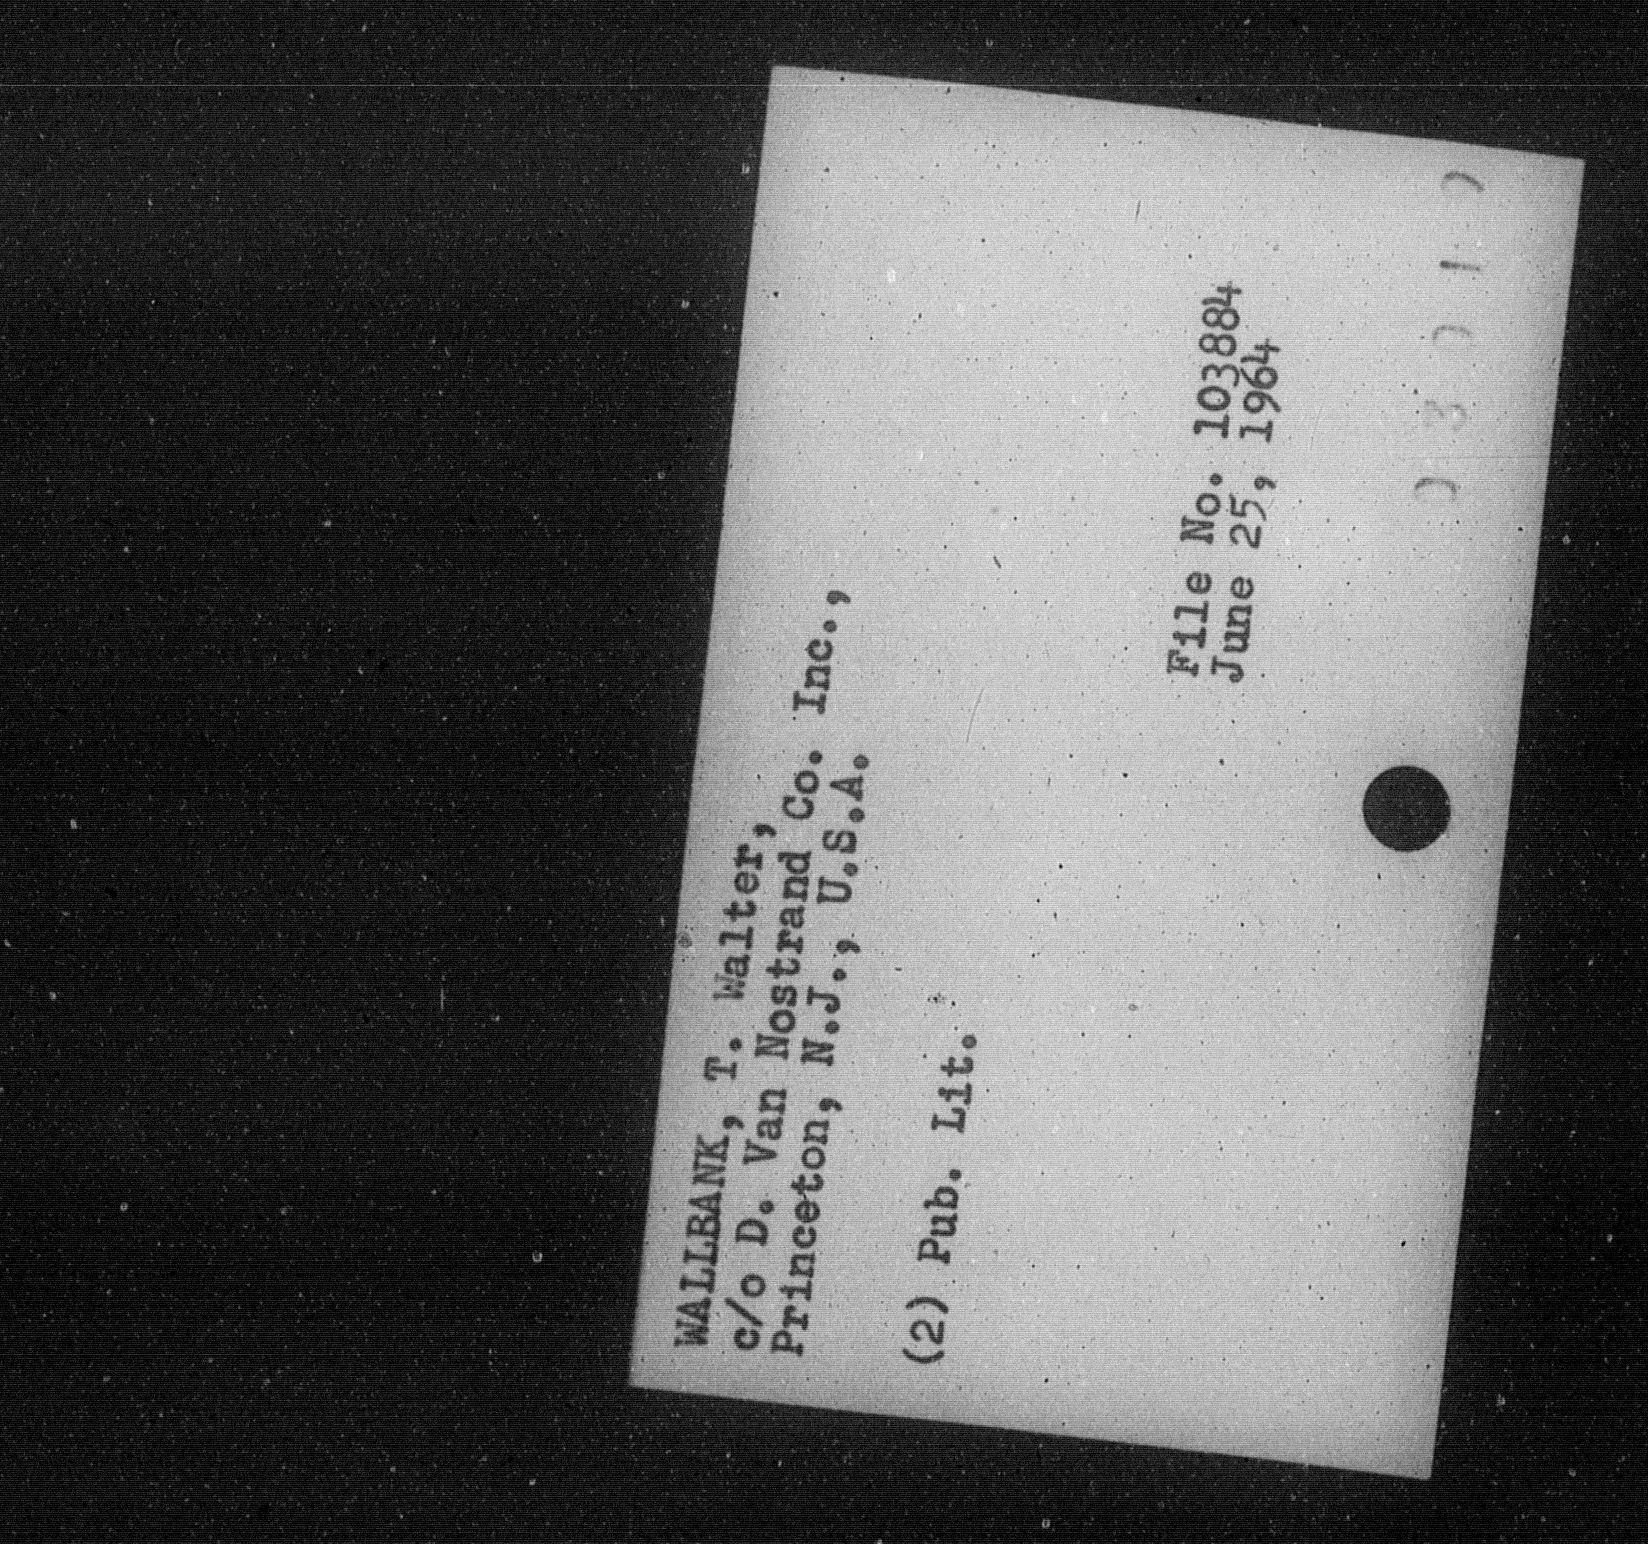 WALLBANK, T. Walter,
c/o D. Van Nostrand Co. Inc.,
Princeton, N.J., U.S.A.
(2) Pub. Lit.
File No. 103884
June 25, 1964